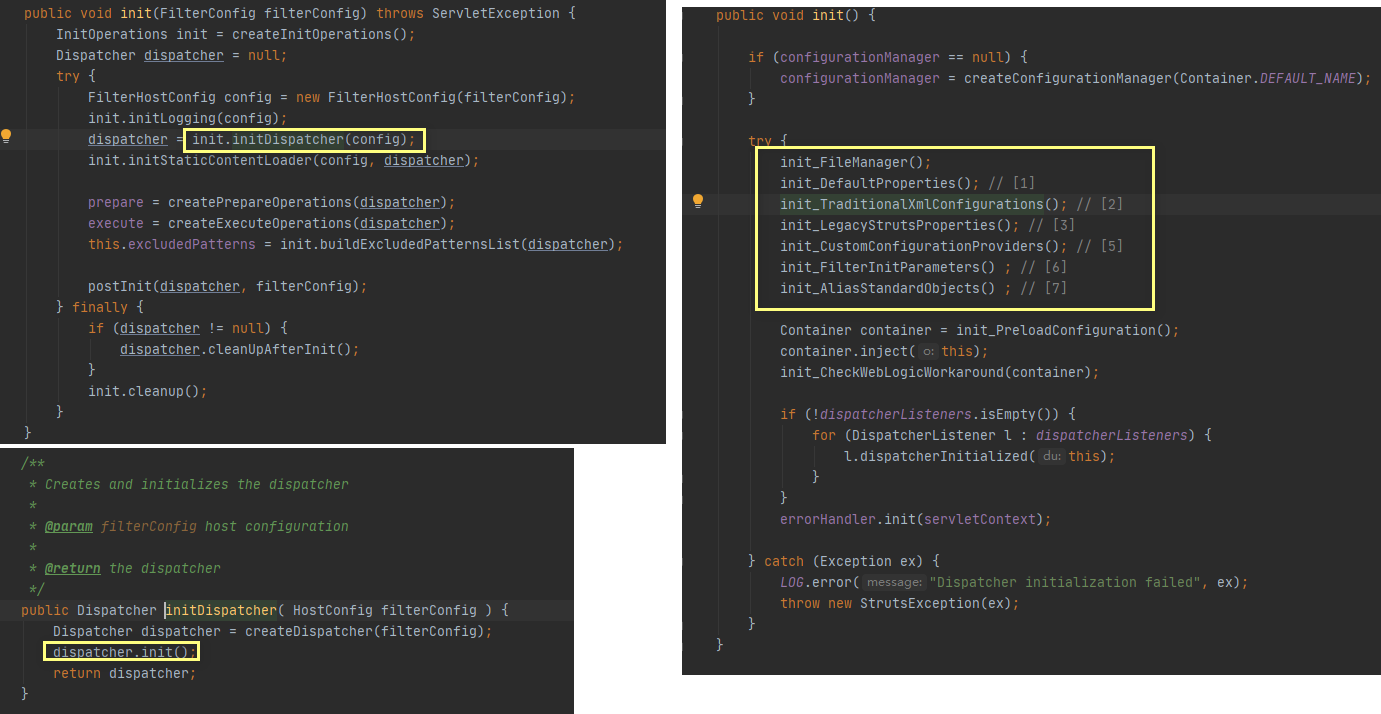 public void init(FilterConfig filterConfig) throws ServletException {
    InitOperations init = createInitOperations();
    Dispatcher dispatcher = null;
    try {
        FilterHostConfig config = new FilterHostConfig(filterConfig);
        init.initLogging(config);
        dispatcher = init.initDispatcher(config);
        init.initStaticContentLoader(config, dispatcher);

        prepare = createPrepareOperations(dispatcher);
        execute = createExecuteOperations(dispatcher);
        this.excludedPatterns = init.buildExcludedPatternsList(dispatcher);

        postInit(dispatcher, filterConfig);
    } finally {
        if (dispatcher != null) {
            dispatcher.cleanUpAfterInit();
        }
        init.cleanup();
    }
}
/**
 * Creates and initializes the dispatcher
 *
 * @param filterConfig host configuration
 *
 * @return the dispatcher
 */
public Dispatcher initDispatcher( HostConfig filterConfig ) {
    Dispatcher dispatcher = createDispatcher(filterConfig);
    dispatcher.init();
    return dispatcher;
}
public void init() {

    if (configurationManager == null) {
        configurationManager = createConfigurationManager(Container.DEFAULT_NAME);
    }

    try {
        init_FileManager();
        init_DefaultProperties(); // [1]
        init_TraditionalXmlConfigurations(); // [2]
        init_LegacyStrutsProperties(); // [3]
        init_CustomConfigurationProviders(); // [5]
        init_FilterInitParameters() ; // [6]
        init_AliasStandardObjects() ; // [7]

        Container container = init_PreloadConfiguration();
        container.inject( o: this);
        init_CheckWebLogicWorkaround(container);

        if (!dispatcherListeners.isEmpty()) {
            for (DispatcherListener l : dispatcherListeners) {
                l.dispatcherInitialized( du: this);
            }
        }
        errorHandler.init(servletContext);

    } catch (Exception ex) {
        LOG.error( message: "Dispatcher initialization failed", ex);
        throw new StrutsException(ex);
    }
}